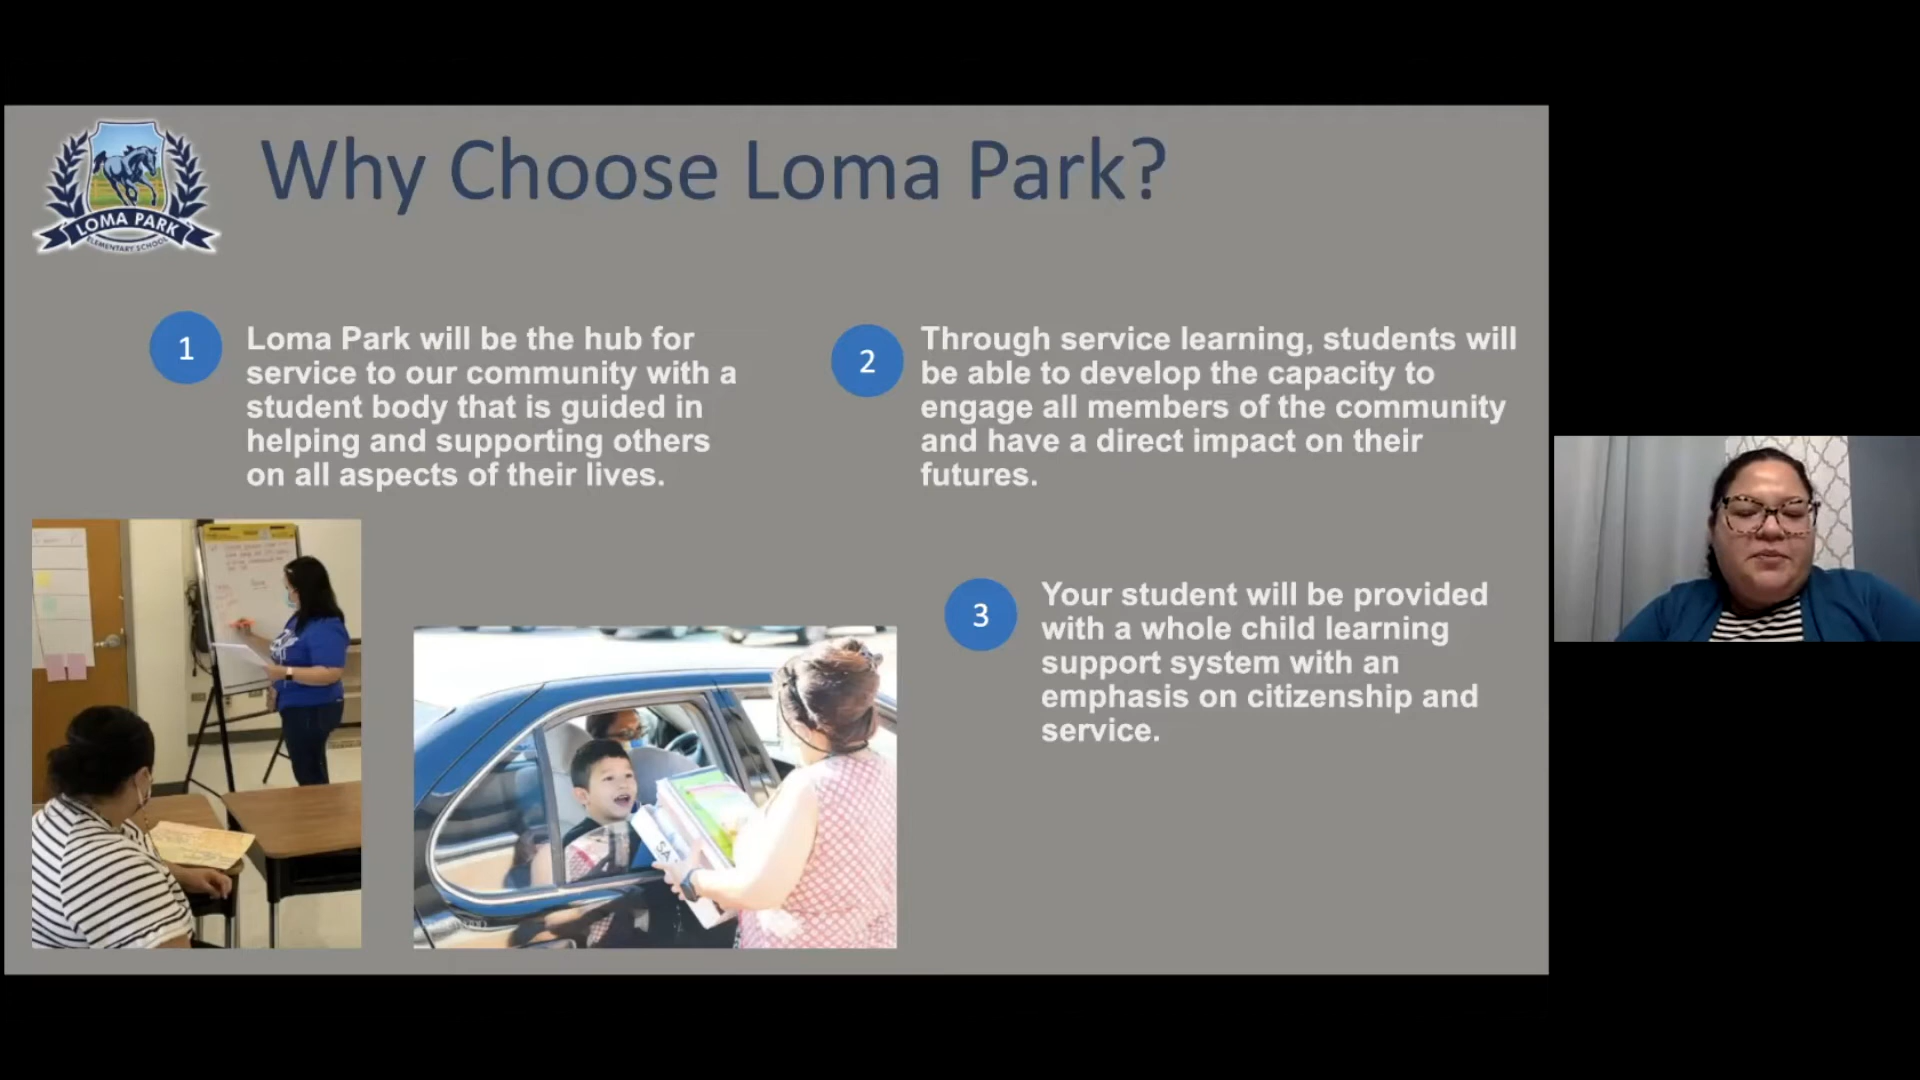 LOMA PARK
ELEMENTARY SCHOOL
Why Choose Loma Park?
1
Loma Park will be the hub for
service to our community with a
student body that is guided in
helping and supporting others
on all aspects of their lives.
2
Through service learning, students will
be able to develop the capacity to
engage all members of the community
and have a direct impact on their
futures.
3
Your student will be provided
with a whole child learning
support system with an
emphasis on citizenship and
service.